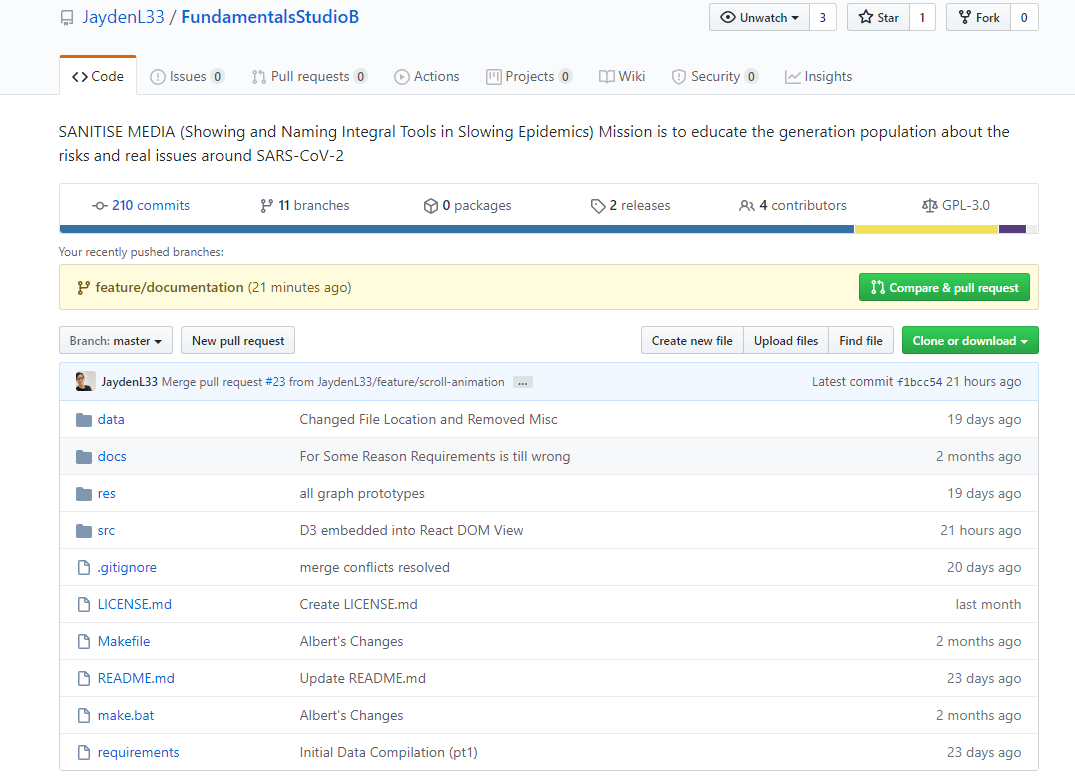 JaydenL33 / FundamentalsStudioB
Unwatch 3 Star 1 Fork 0
Code Issues 0 Pull requests 0 Actions Projects 0 Wiki Security 0 Insights
SANITISE MEDIA (Showing and Naming Integral Tools in Slowing Epidemics) Mission is to educate the generation population about the
risks and real issues around SARS-CoV-2
210 commits 11 branches 0 packages 2 releases 4 contributors GPL-3.0
Your recently pushed branches:
feature/documentation (21 minutes ago) Compare & pull request
Branch: master New pull request Create new file Upload files Find file Clone or download
JaydenL33 Merge pull request #23 from JaydenL33/feature/scroll-animation ... Latest commit f1bcc54 21 hours ago
data Changed File Location and Removed Misc 19 days ago
docs For Some Reason Requirements is till wrong 2 months ago
res all graph prototypes 19 days ago
src D3 embedded into React DOM View 21 hours ago
.gitignore merge conflicts resolved 20 days ago
LICENSE.md Create LICENSE.md last month
Makefile Albert's Changes 2 months ago
README.md Update README.md 23 days ago
make.bat Albert's Changes 2 months ago
requirements Initial Data Compilation (pt1) 23 days ago